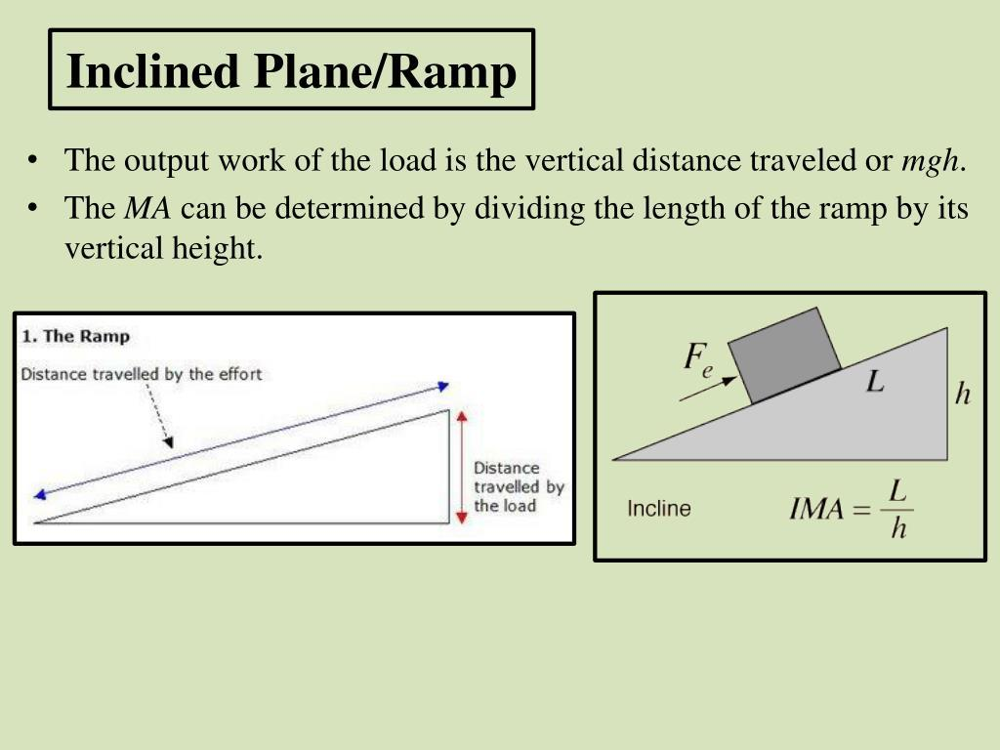 Inclined Plane/Ramp
• The output work of the load is the vertical distance traveled or mgh.
• The MA can be determined by dividing the length of the ramp by its
vertical height.
1. The Ramp
Distance travelled by the effort
Distance
travelled by
the load
Fe
L
h
Incline
IMA = L/h